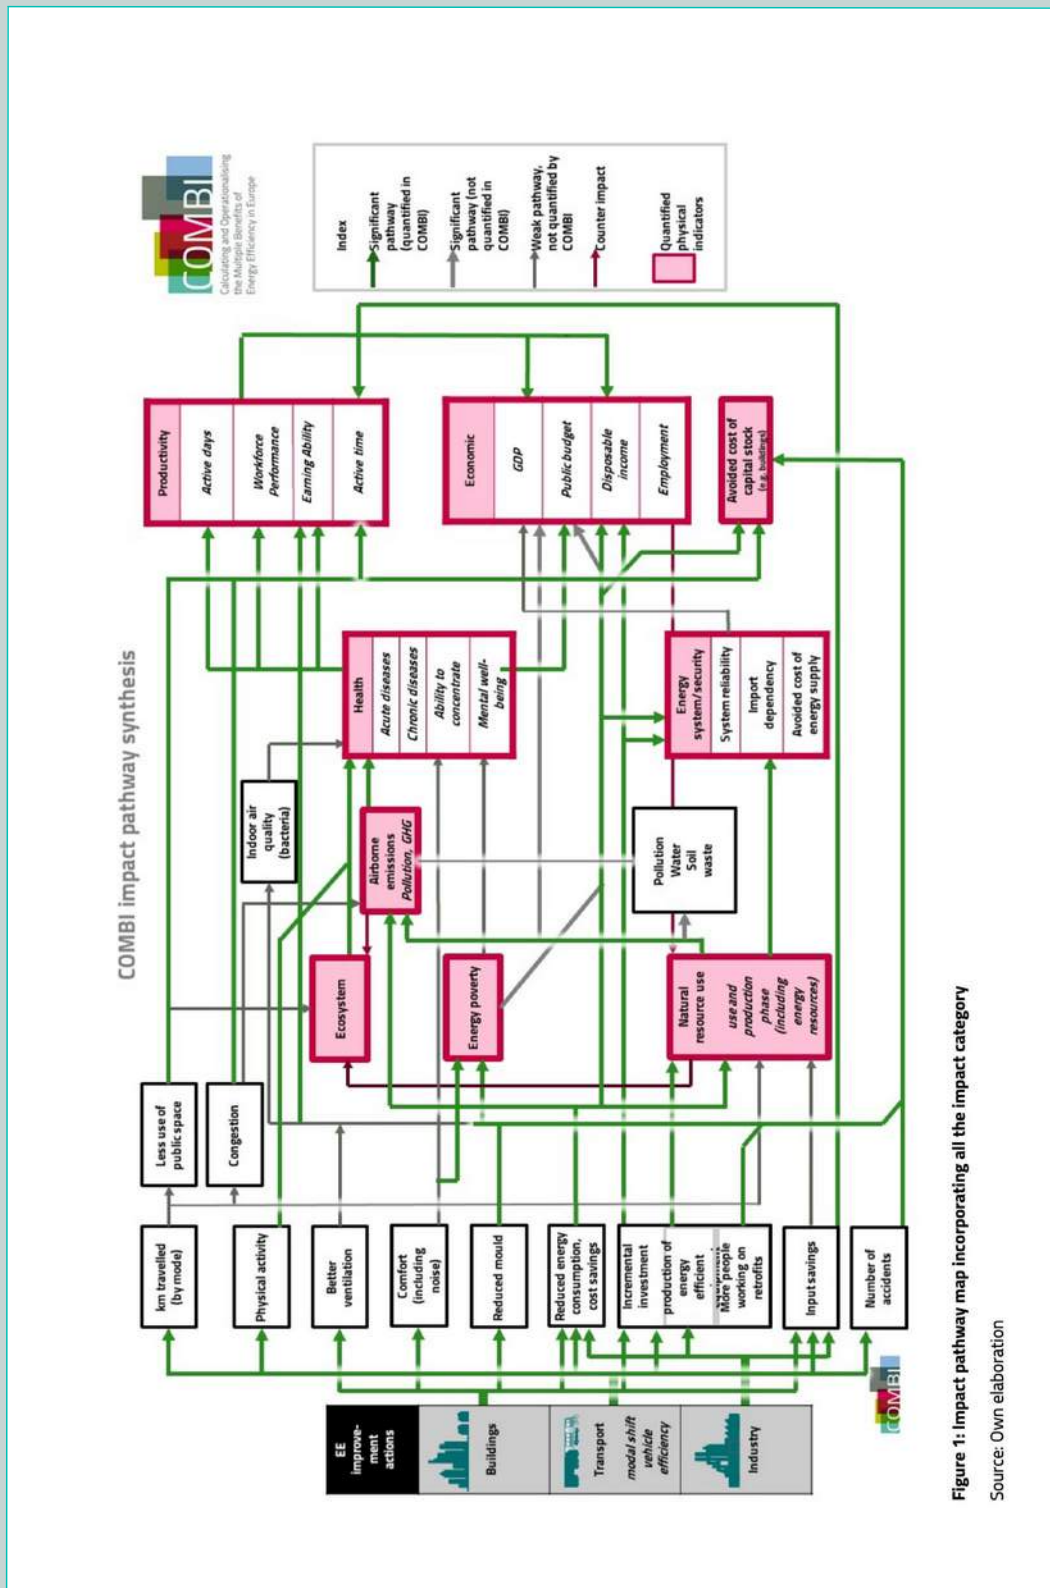 COMBI impact pathway synthesis
COMBI
Calculating and Operationalising
the Multiple Benefits of
Energy Efficiency in Europe
EE
improve-
ment
actions
Buildings
Transport
modal shift
vehicle
efficiency
Industry
km travelled
(by mode)
Physical activity
Better
ventilation
Comfort
(including
noise)
Reduced mould
Reduced energy
consumption,
cost savings
Incremental
investment
production of
energy
efficient
More people
working on
retrofits
Input savings
Number of
accidents
Less use of
public space
Congestion
Ecosystem
Energy poverty
Natural
resource use
use and
production
phase
(including
energy
resources)
Indoor air
quality
(bacteria)
Airborne
emissions
Pollution, GHG
Pollution
Water
Soil
waste
Health
Acute diseases
Chronic diseases
Ability to
concentrate
Mental well-
being
Energy
system/security
System reliability
Import
dependency
Avoided cost of
energy supply
Productivity
Active days
Workforce
Performance
Earning Ability
Active time
Economic
GDP
Public budget
Disposable
income
Employment
Avoided cost of
capital stock
(e.g. buildings)
Index
Significant
pathway
(quantified in
COMBI)
Significant
pathway (not
quantified in
COMBI)
Weak pathway,
not quantified by
COMBI
Counter impact
Quantified
physical
indicators
COMBI
Figure 1: Impact pathway map incorporating all the impact category
Source: Own elaboration